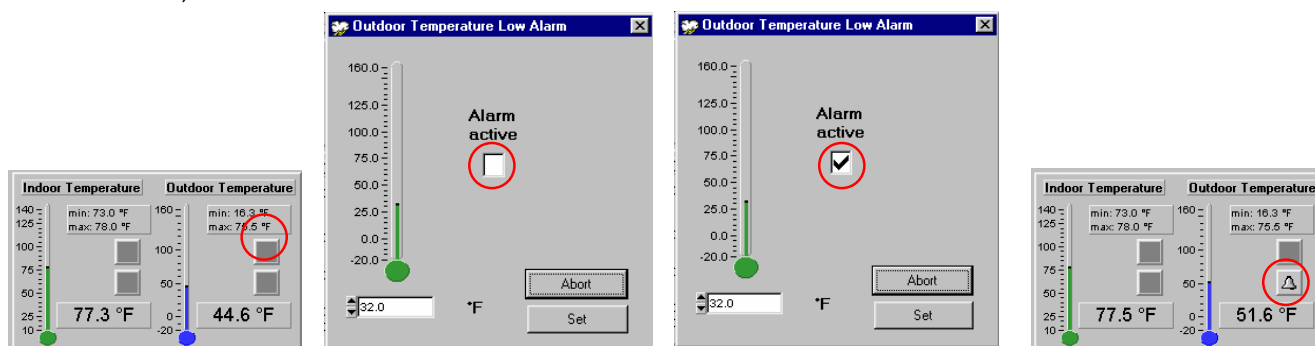 Indoor Temperature
Outdoor Temperature
140
125
100
75
50
25
10
min: 73.0 °F
max: 78.0 °F
77.3 °F
160
100
50
0
-20
min: 16.3 °F
max: 75.5 °F
44.6 °F
Outdoor Temperature Low Alarm
160.0
125.0
100.0
75.0
50.0
25.0
0.0
-20.0
Alarm
active
32.0
°F
Abort
Set
Outdoor Temperature Low Alarm
160.0
125.0
100.0
75.0
50.0
25.0
0.0
-20.0
Alarm
active
32.0
°F
Abort
Set
Indoor Temperature
Outdoor Temperature
140
125
100
75
50
25
10
min: 73.0 °F
max: 78.0 °F
77.5 °F
160
100
50
0
-20
min: 16.3 °F
max: 75.5 °F
51.6 °F